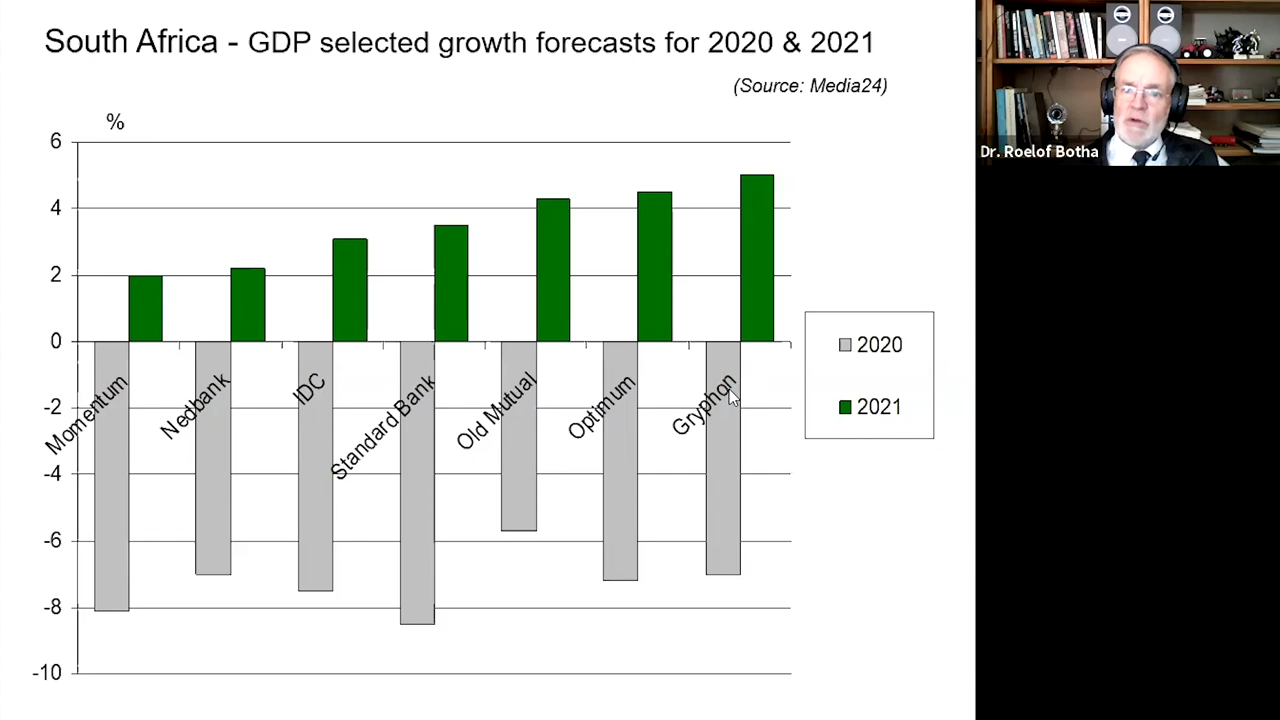 South Africa - GDP selected growth forecasts for 2020 & 2021
(Source: Media24)
Dr. Roelof Botha
%
6
4
2
0
-2
-4
-6
-8
-10
Momentum
Nedbank
IDC
Standard Bank
Old Mutual
Optimum
Gryphon
2020
2021